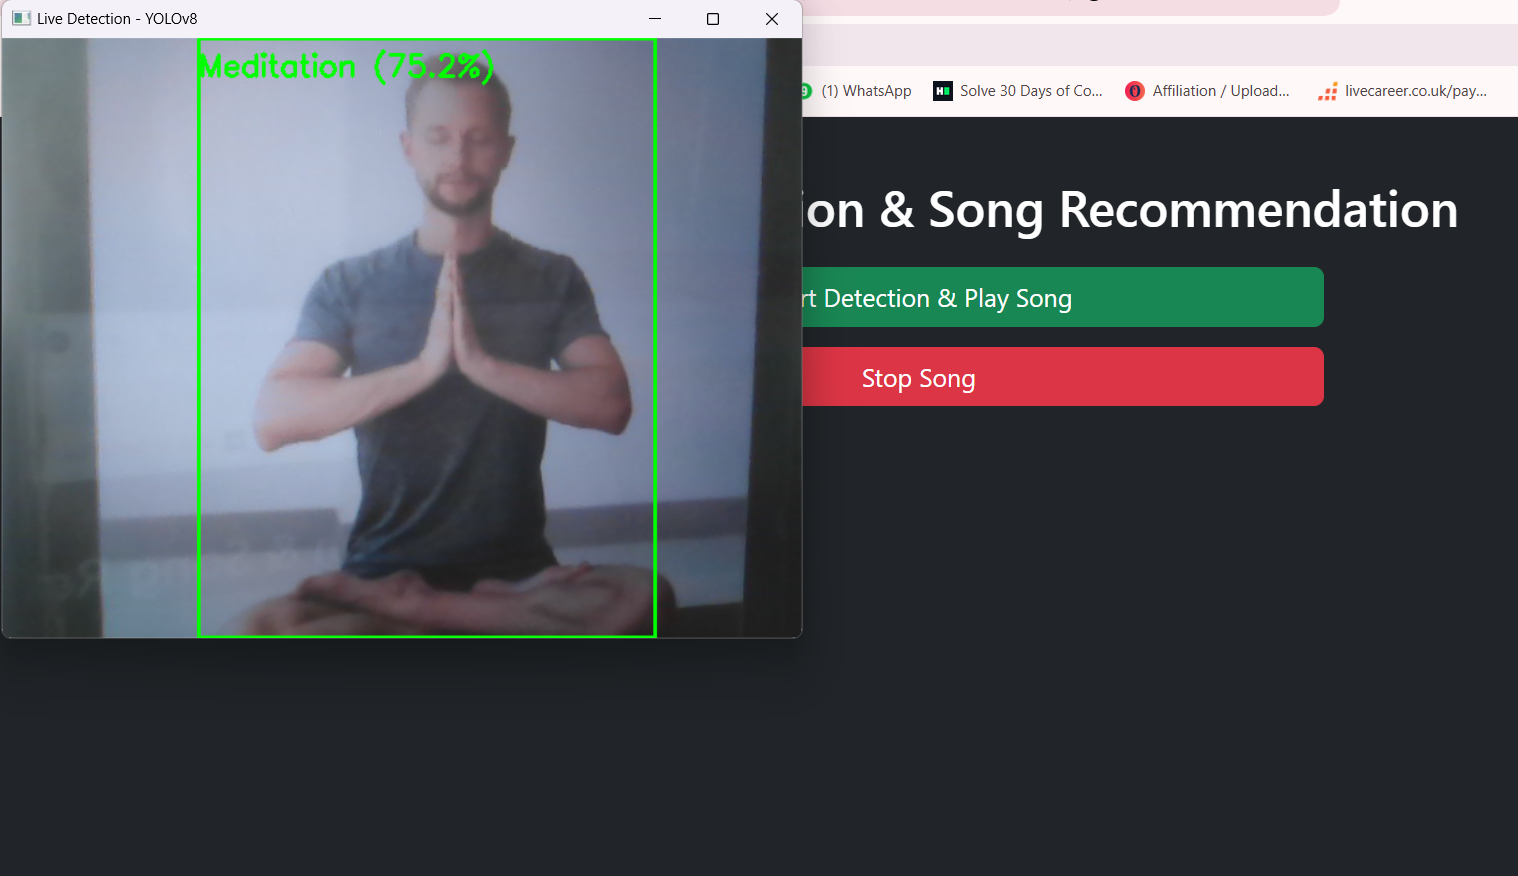 Live Detection - YOLOv8
Meditation (75.2%)
(1) WhatsApp
Solve 30 Days of Co...
Affiliation / Upload...
livecareer.co.uk/pay...
ion & Song Recommendation
rt Detection & Play Song
Stop Song